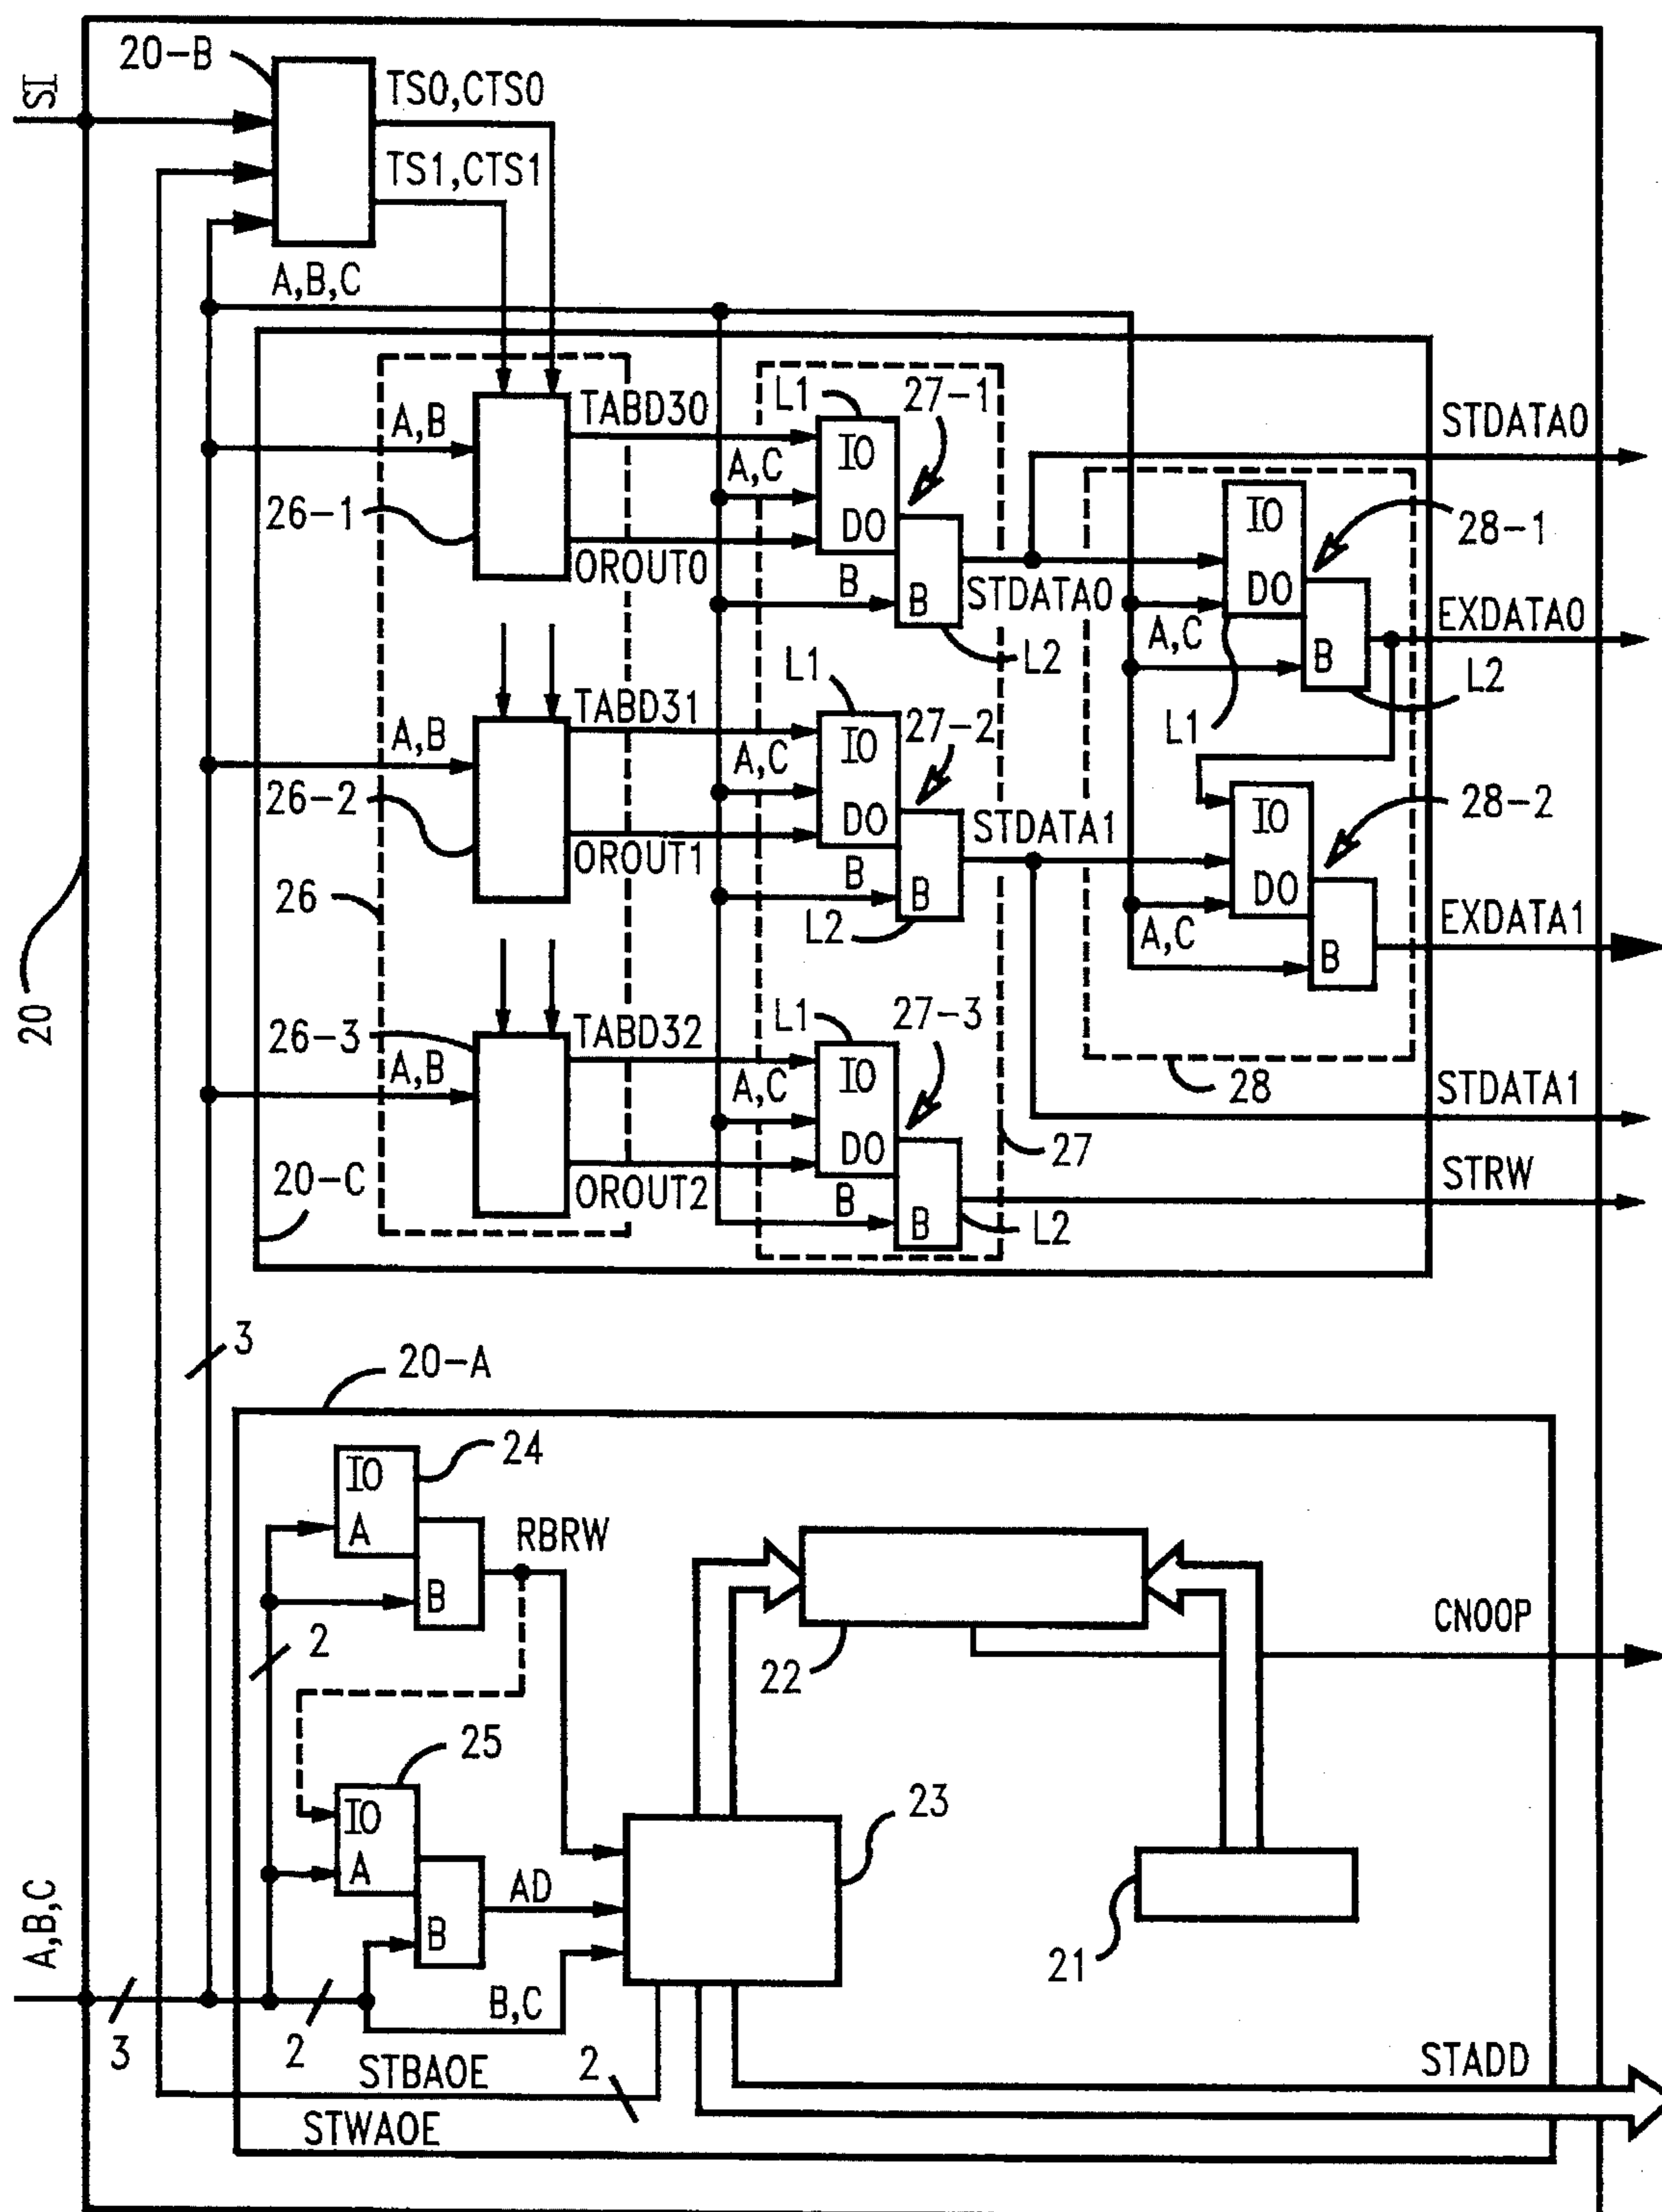 20-B
SI
TS0,CTS0
TS1,CTS1
A,B,C
L1
27-1
STDATA0
A,B
TABD30
IO
A,C
26-1
DO
IO
28-1
OROUT0
B
B
STDATA0
DO
EXDATA0
A,C
L2
L1
B
L2
TABD31
A,B
27-2
L1
IO
A,C
26-2
DO
STDATA1
IO
28-2
OROUT1
B
DO
26
B
EXDATA1
L2
A,C
B
20
L1
27-3
26-3
TABD32
IO
A,B
A,C
28
STDATA1
DO
27
20-C
STRW
OROUT2
B
B
L2
3
20-A
24
IO
A
RBRW
B
CNOOP
2
22
25
23
IO
A
AD
A,B,C
B
21
B,C
3
2
STBAOE
2
STADD
STWAOE